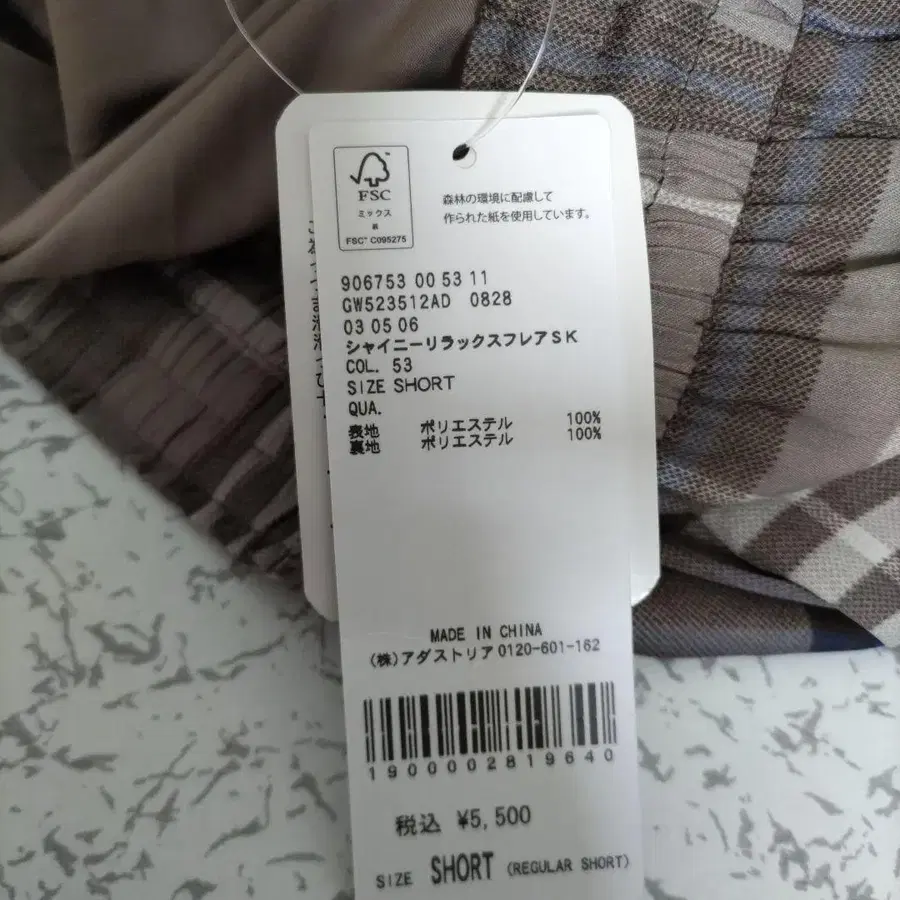 FSC
ミックス
紙
FSC™ C095275
森林の環境に配慮して
作られた紙を使用しています。
906753 00 53 11
GW523512AD 0828
03 05 06
シャイニーリラックスフレアSK
COL. 53
SIZE SHORT
QUA.
表地 ポリエステル 100%
裏地 ポリエステル 100%
MADE IN CHINA
(株)アダストリア0120-601-162
1900002819640
税込 ¥5,500
SIZE SHORT (REGULAR SHORT)